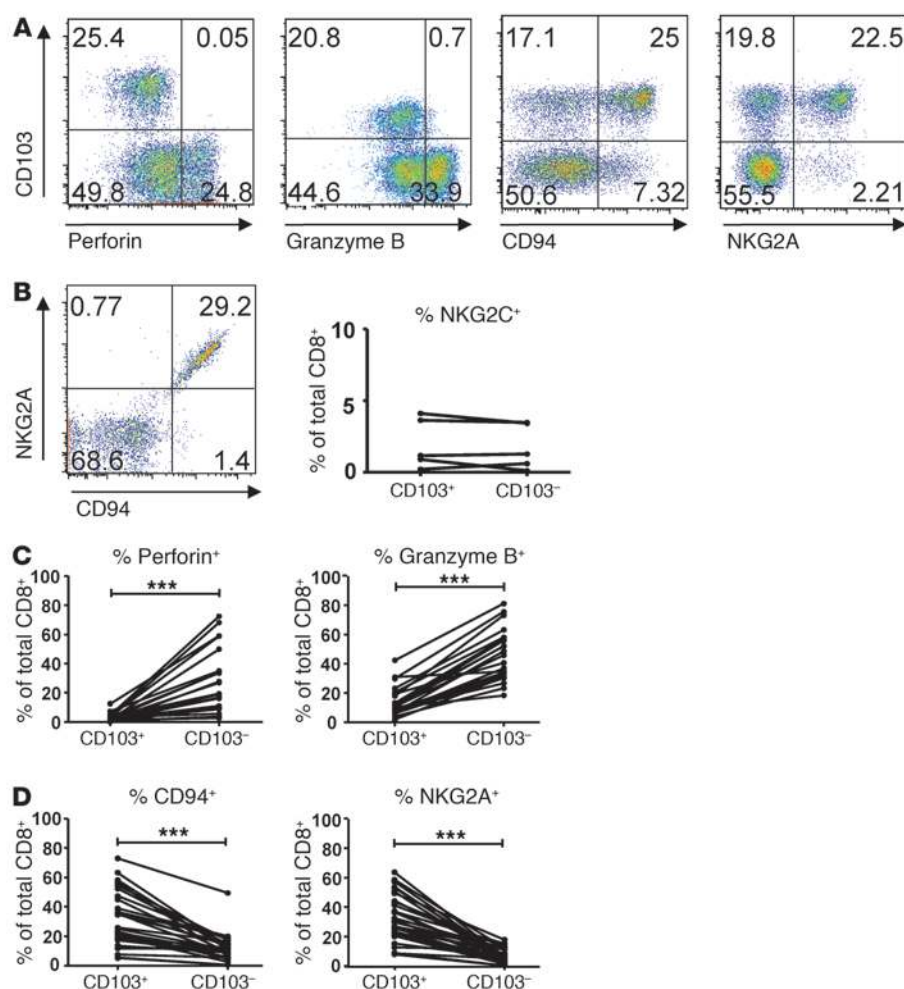 A
25.4 0.05
49.8 24.8
CD103
Perforin
20.8 0.7
44.6 33.9
Granzyme B
17.1 25
50.6 7.32
CD94
19.8 22.5
55.5 2.21
NKG2A
B
0.77 29.2
68.6 1.4
NKG2A
CD94
% NKG2C⁺
% of total CD8⁺
10
5
0
CD103⁺ CD103⁻
C
% Perforin⁺
***
% of total CD8⁺
100
80
60
40
20
0
CD103⁺ CD103⁻
% Granzyme B⁺
***
% of total CD8⁺
100
80
60
40
20
0
CD103⁺ CD103⁻
D
% CD94⁺
***
% of total CD8⁺
100
80
60
40
20
0
CD103⁺ CD103⁻
% NKG2A⁺
***
% of total CD8⁺
100
80
60
40
20
0
CD103⁺ CD103⁻